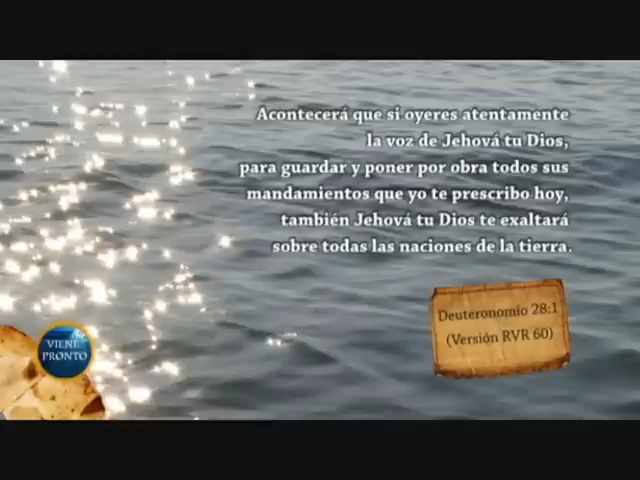 Acontecerá que si oyeres atentamente
la voz de Jehová tu Dios,
para guardar y poner por obra todos sus
mandamientos que yo te prescribo hoy,
también Jehová tu Dios te exaltará
sobre todas las naciones de la tierra.
Deuteronomio 28:1
(Versión RVR 60)
VIENE
PRONTO